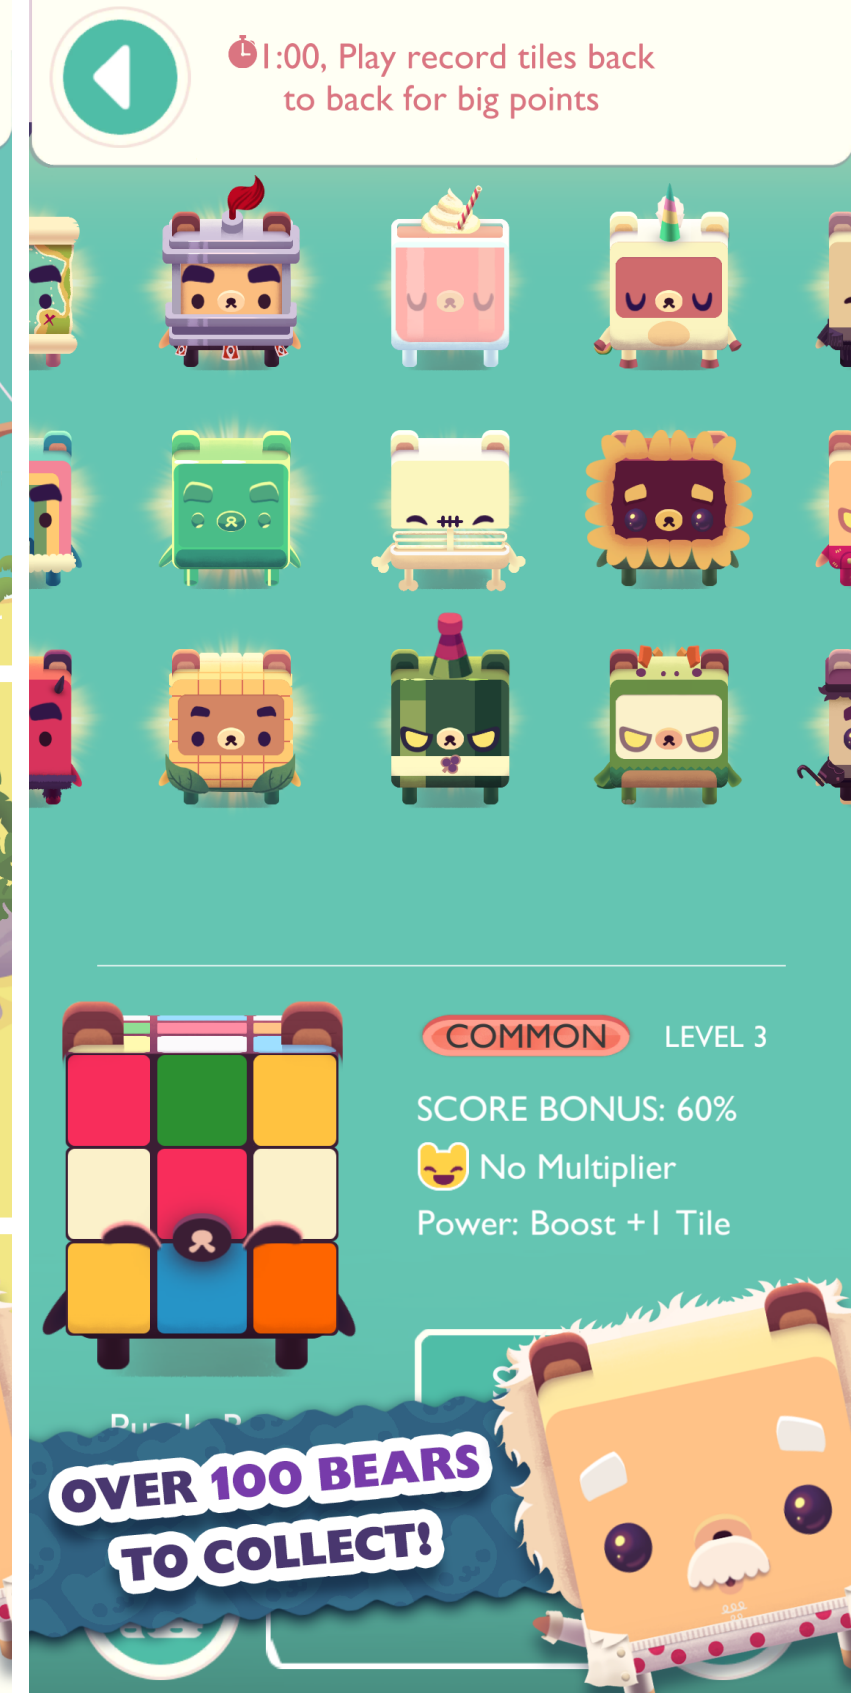 1:00, Play record tiles back
to back for big points
COMMON LEVEL 3
SCORE BONUS: 60%
No Multiplier
Power: Boost +1 Tile
OVER 100 BEARS
TO COLLECT!